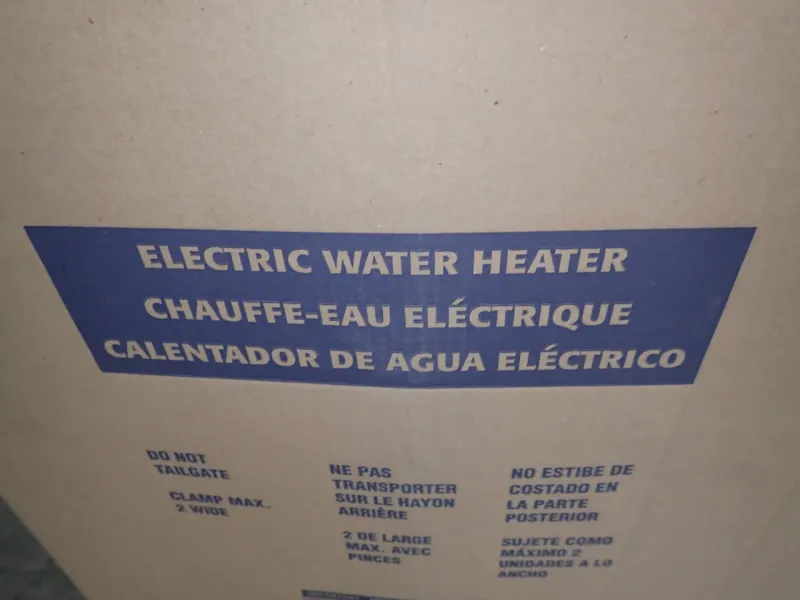 ELECTRIC WATER HEATER
CHAUFFE-EAU ÉLECTRIQUE
CALENTADOR DE AGUA ELÉCTRICO
DO NOT
TAILGATE
CLAMP MAX.
2 WIDE
NE PAS
TRANSPORTER
SUR LE HAYON
ARRIÈRE
2 DE LARGE
MAX. AVEC
PINCES
NO ESTIBE DE
COSTADO EN
LA PARTE
POSTERIOR
SUJETE COMO
MÁXIMO 2
UNIDADES A LO
ANCHO